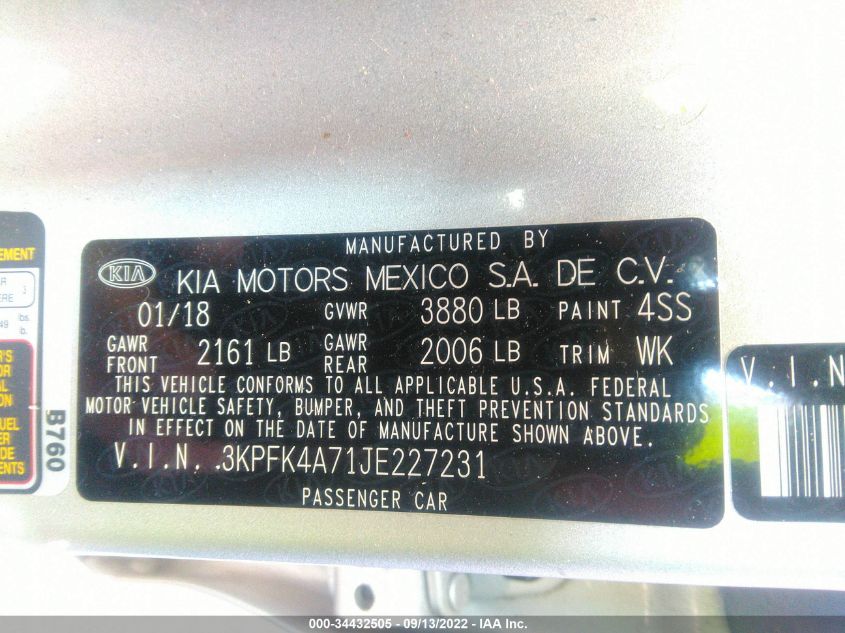 MANUFACTURED BY
KIA KIA MOTORS MEXICO S.A. DE C.V.
01/18 GVWR 3880 LB PAINT 4SS
GAWR FRONT 2161 LB GAWR REAR 2006 LB TRIM WK
THIS VEHICLE CONFORMS TO ALL APPLICABLE U.S.A. FEDERAL
MOTOR VEHICLE SAFETY, BUMPER, AND THEFT PREVENTION STANDARDS
IN EFFECT ON THE DATE OF MANUFACTURE SHOWN ABOVE.
V.I.N. .3KPFK4A71JE227231
PASSENGER CAR
B760
V.I.N
000-34432505 - 09/13/2022 - IAA Inc.